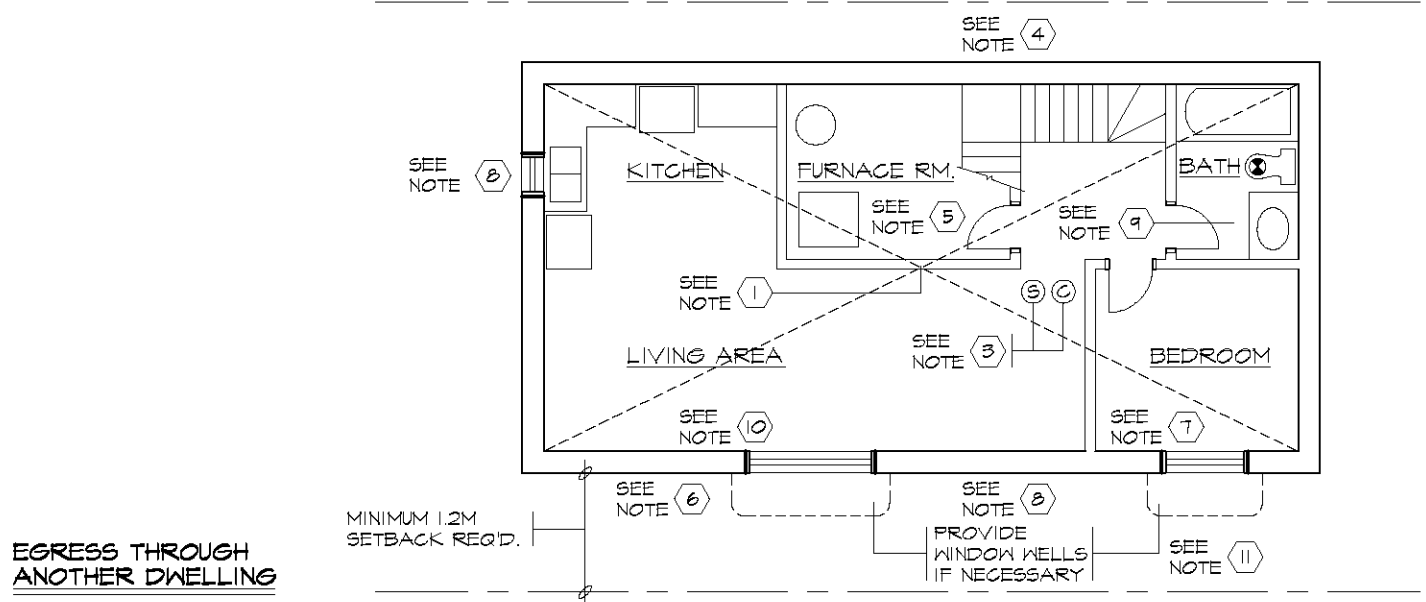 SEE
NOTE 4
SEE
NOTE 8
KITCHEN
FURNACE RM.
BATH
SEE
NOTE 5
SEE
NOTE 9
SEE
NOTE 1
S C
SEE
NOTE 3
LIVING AREA
BEDROOM
SEE
NOTE 10
SEE
NOTE 7
SEE
NOTE 6
SEE
NOTE 8
MINIMUM 1.2M
SETBACK REQ'D.
PROVIDE
WINDOW WELLS
IF NECESSARY
SEE
NOTE 11
EGRESS THROUGH
ANOTHER DWELLING